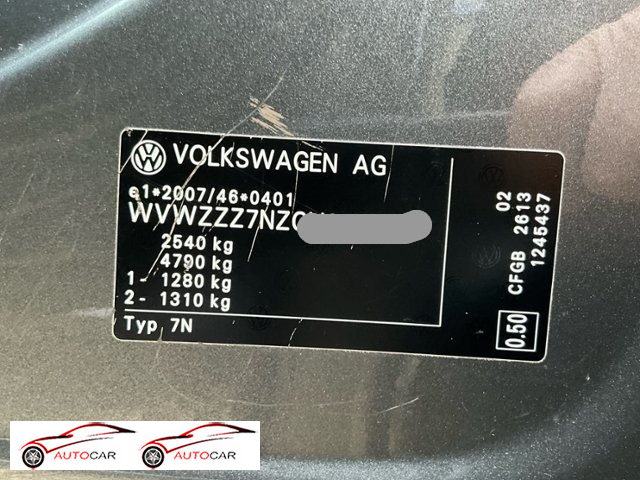 VOLKSWAGEN AG
e1*2007/46*0401
WVWZZZ7NZ
2540 kg
4790 kg
1- 1280 kg
2- 1310 kg
Typ 7N
02
CFGB 2613
1245437
0.50
AUTOCAR
AUTOCAR